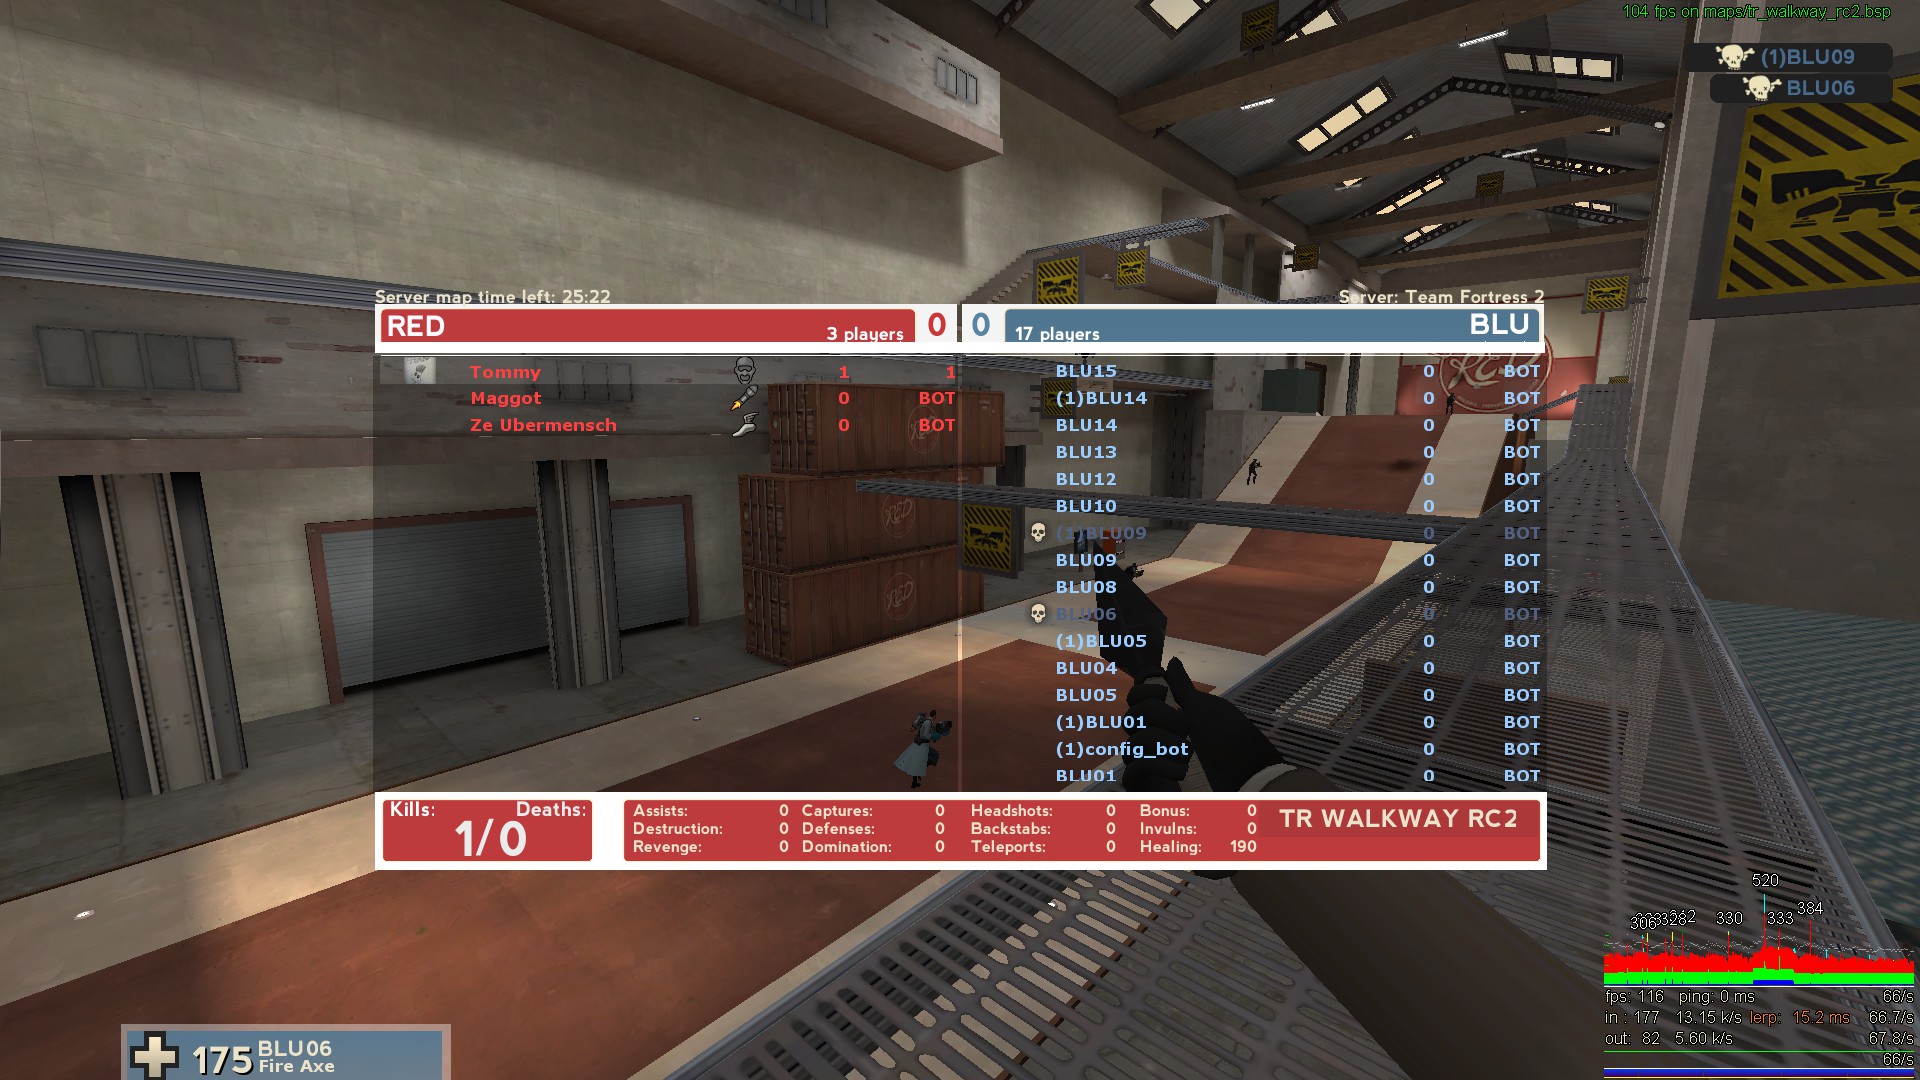 104 fps on maps/tr_walkway_rc2.bsp
(1)BLU09
BLU06
Server map time left: 25:22
Server: Team Fortress 2
RED 3 players 0
0 17 players BLU
Tommy 1 1
Maggot 0 BOT
Ze Ubermensch 0 BOT
BLU15 0 BOT
(1)BLU14 0 BOT
BLU14 0 BOT
BLU13 0 BOT
BLU12 0 BOT
BLU10 0 BOT
(1)BLU09 0 BOT
BLU09 0 BOT
BLU08 0 BOT
BLU06 0 BOT
(1)BLU05 0 BOT
BLU04 0 BOT
BLU05 0 BOT
(1)BLU01 0 BOT
(1)config_bot 0 BOT
BLU01 0 BOT
RED
RED
RED
RED
Kills: Deaths:
1/0
Assists: 0 Captures: 0 Headshots: 0 Bonus: 0
Destruction: 0 Defenses: 0 Backstabs: 0 Invulns: 0
Revenge: 0 Domination: 0 Teleports: 0 Healing: 190
TR WALKWAY RC2
520
330 333 384
fps: 116 ping: 0 ms 66/s
in : 177 13.15 k/s lerp: 15.2 ms 66.7/s
out: 82 5.60 k/s 67.8/s
66/s
175 BLU06
Fire Axe